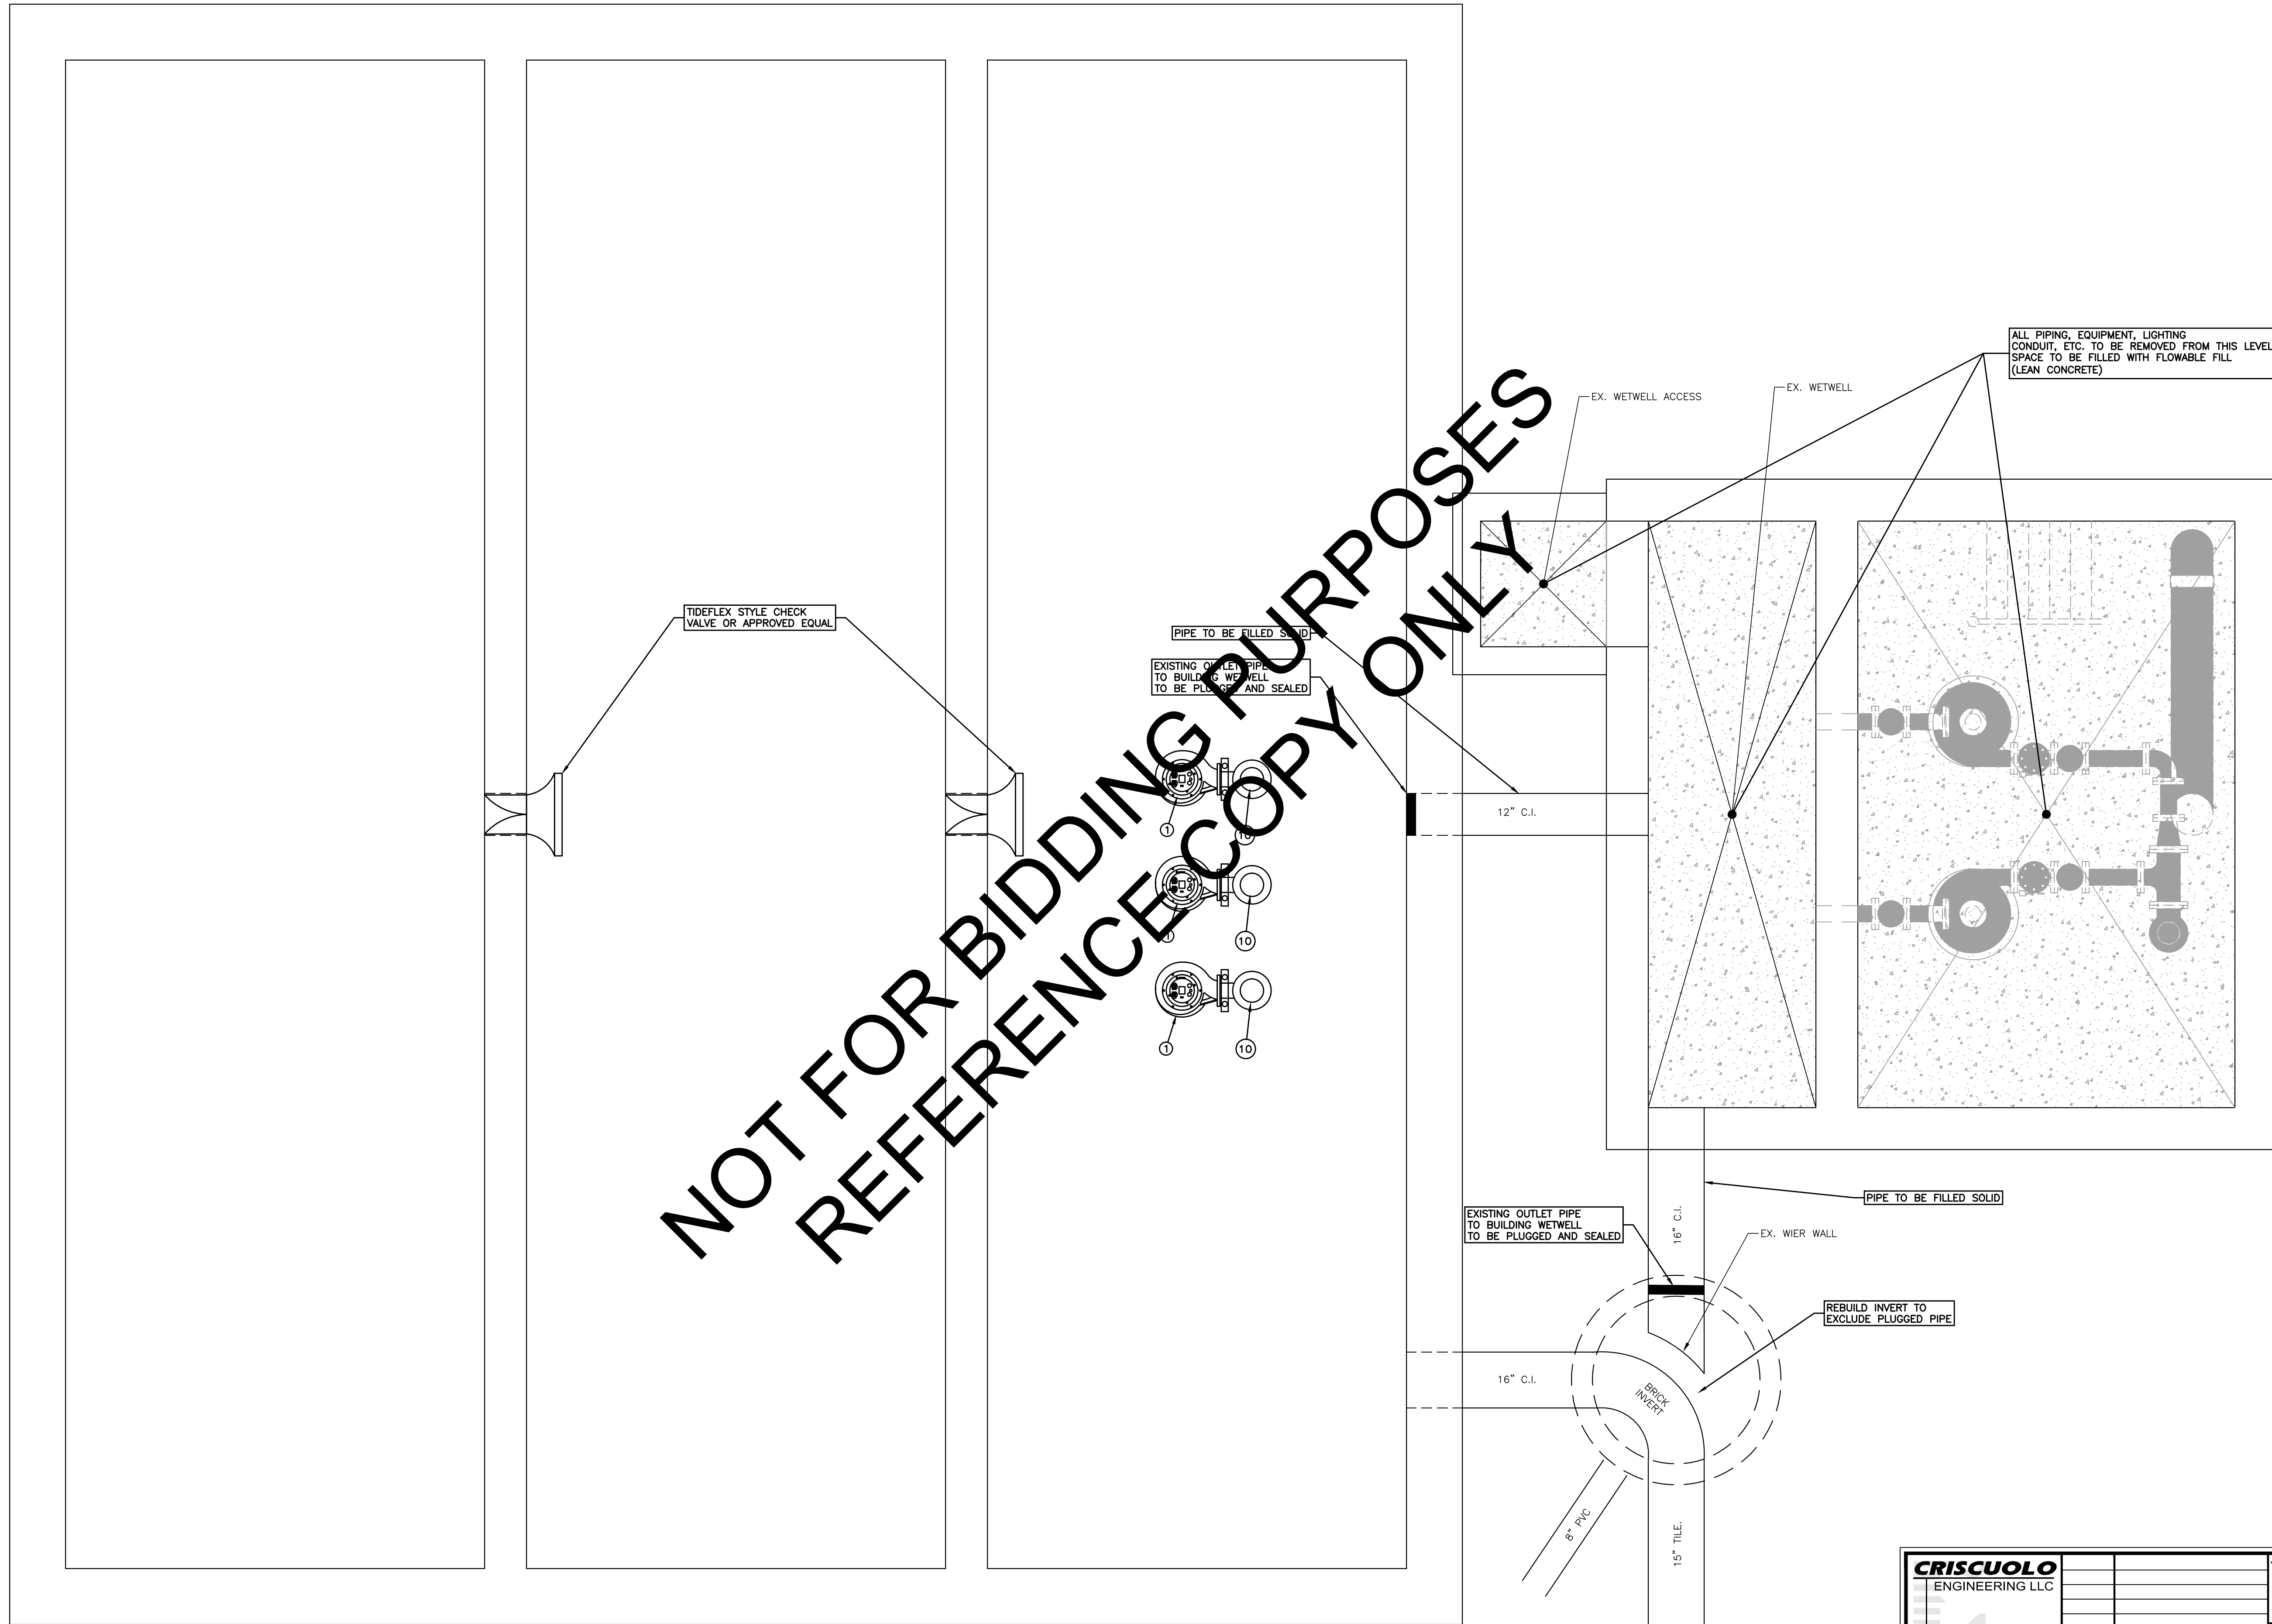 ALL PIPING, EQUIPMENT, LIGHTING
CONDUIT, ETC. TO BE REMOVED FROM THIS LEVEL
SPACE TO BE FILLED WITH FLOWABLE FILL
(LEAN CONCRETE)
EX. WETWELL ACCESS
EX. WETWELL
TIDEFLEX STYLE CHECK
VALVE OR APPROVED EQUAL
PIPE TO BE FILLED SOLID
EXISTING OUTLET PIPE
TO BUILDING WETWELL
TO BE PLUGGED AND SEALED
NOT FOR BIDDING PURPOSES
REFERENCE COPY ONLY
12" C.I.
1
10
1
10
1
10
PIPE TO BE FILLED SOLID
EXISTING OUTLET PIPE
TO BUILDING WETWELL
TO BE PLUGGED AND SEALED
16" C.I.
EX. WIER WALL
REBUILD INVERT TO
EXCLUDE PLUGGED PIPE
16" C.I.
BRICK
INVERT
8" PVC
15" TILE.
CRISCUOLO
ENGINEERING LLC